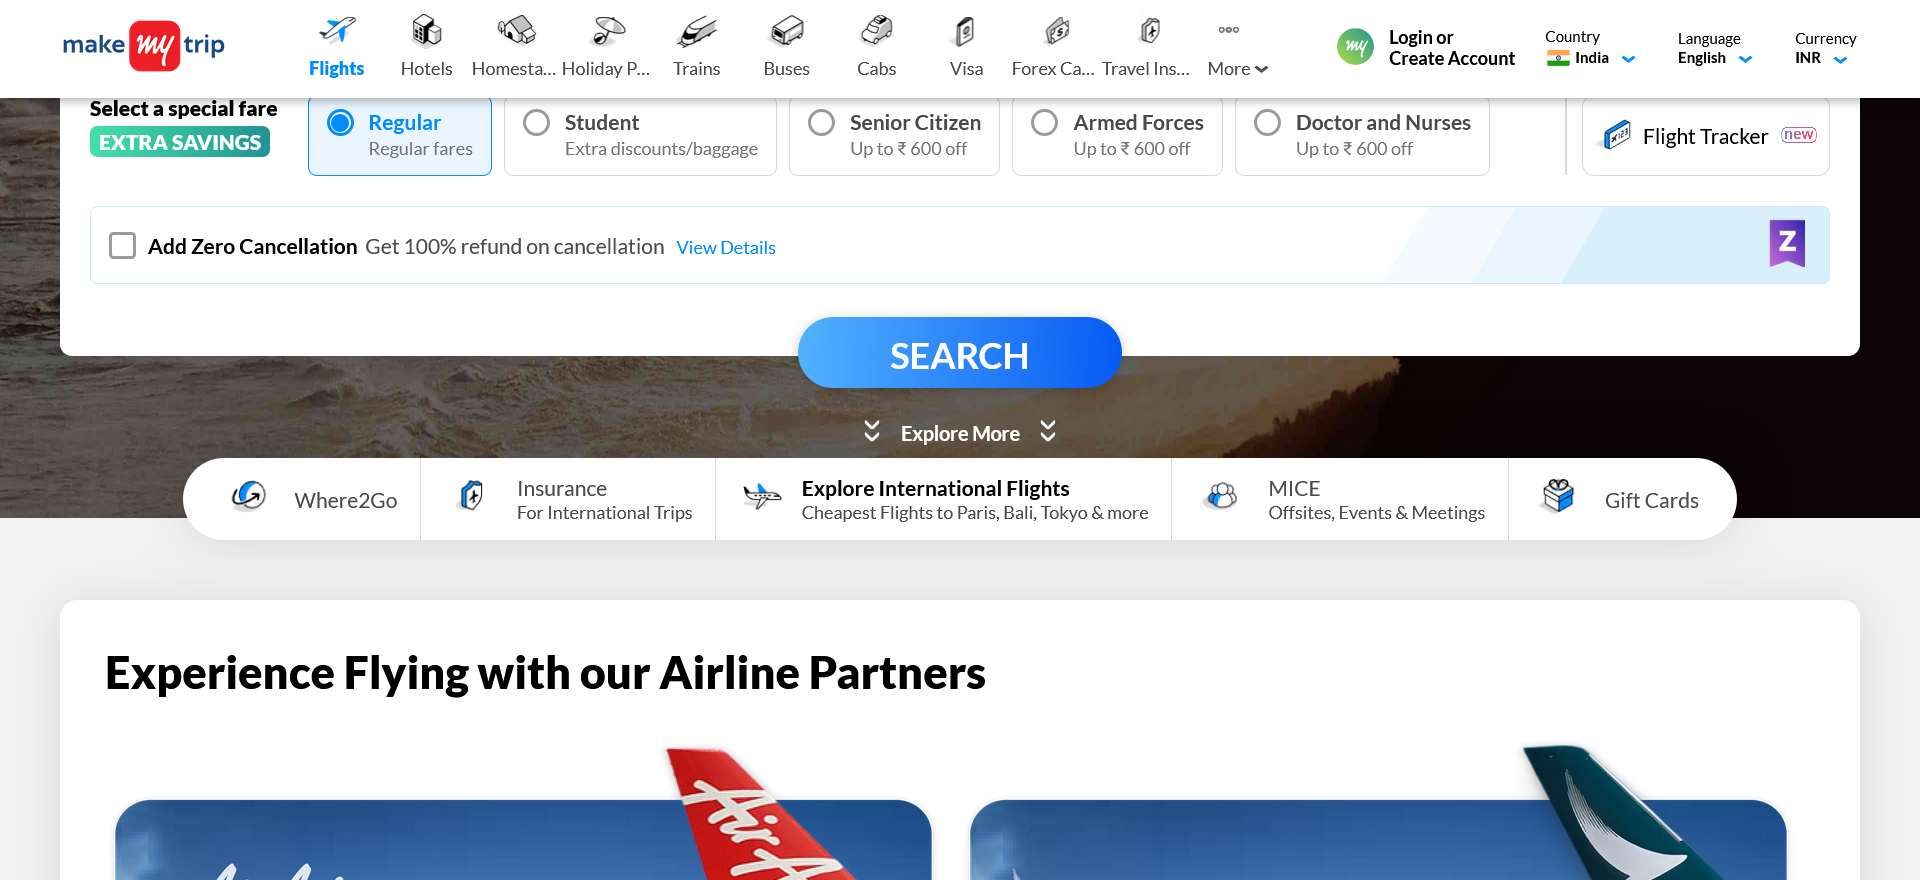 make my trip
Flights
Hotels
Homesta...
Holiday P...
Trains
Buses
Cabs
Visa
Forex Ca...
Travel Ins...
More
my
Login or
Create Account
Country
India
Language
English
Currency
INR
Select a special fare
EXTRA SAVINGS
Regular
Regular fares
Student
Extra discounts/baggage
Senior Citizen
Up to ₹ 600 off
Armed Forces
Up to ₹ 600 off
Doctor and Nurses
Up to ₹ 600 off
Flight Tracker new
Add Zero Cancellation Get 100% refund on cancellation View Details
Z
SEARCH
Explore More
Where2Go
Insurance
For International Trips
Explore International Flights
Cheapest Flights to Paris, Bali, Tokyo & more
MICE
Offsites, Events & Meetings
Gift Cards
Experience Flying with our Airline Partners
Air